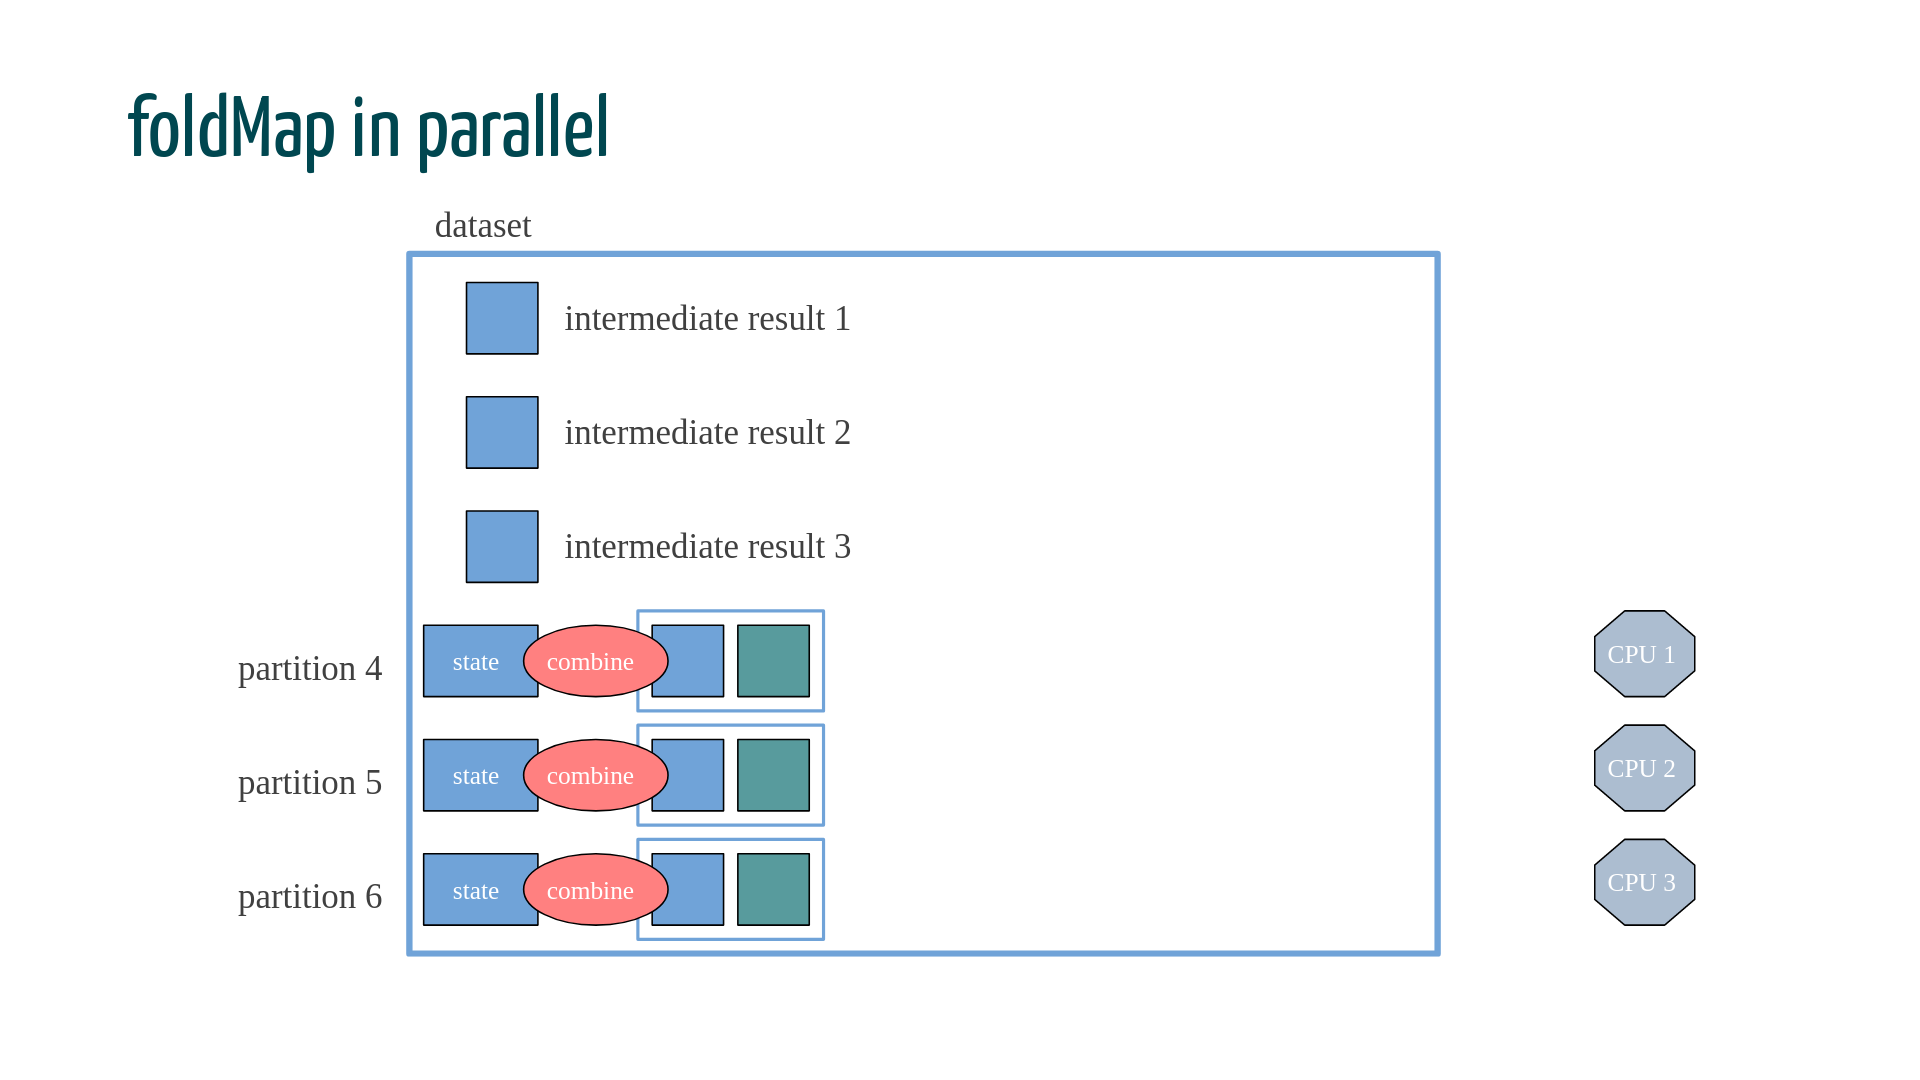 foldMap in parallel
dataset
intermediate result 1
intermediate result 2
intermediate result 3
partition 4 state combine CPU 1
partition 5 state combine CPU 2
partition 6 state combine CPU 3